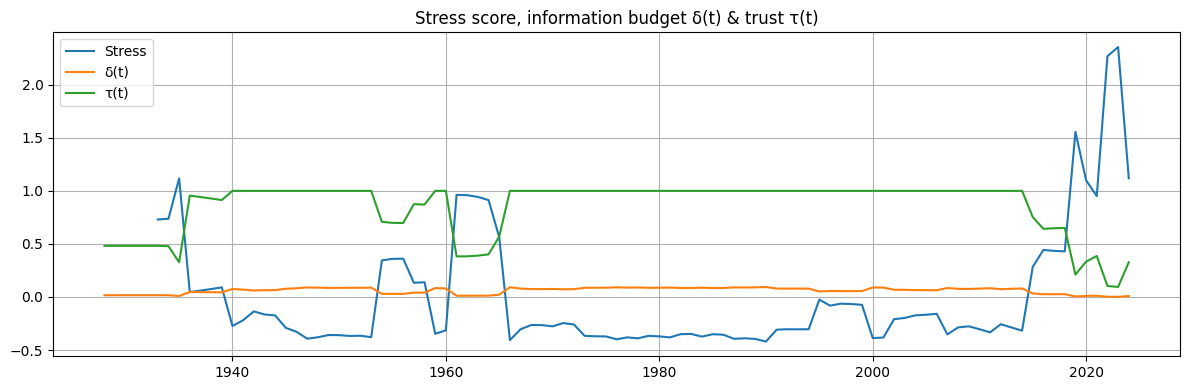 Stress score, information budget δ(t) & trust τ(t)
Stress
δ(t)
τ(t)
2.0
1.5
1.0
0.5
0.0
−0.5
1940
1960
1980
2000
2020